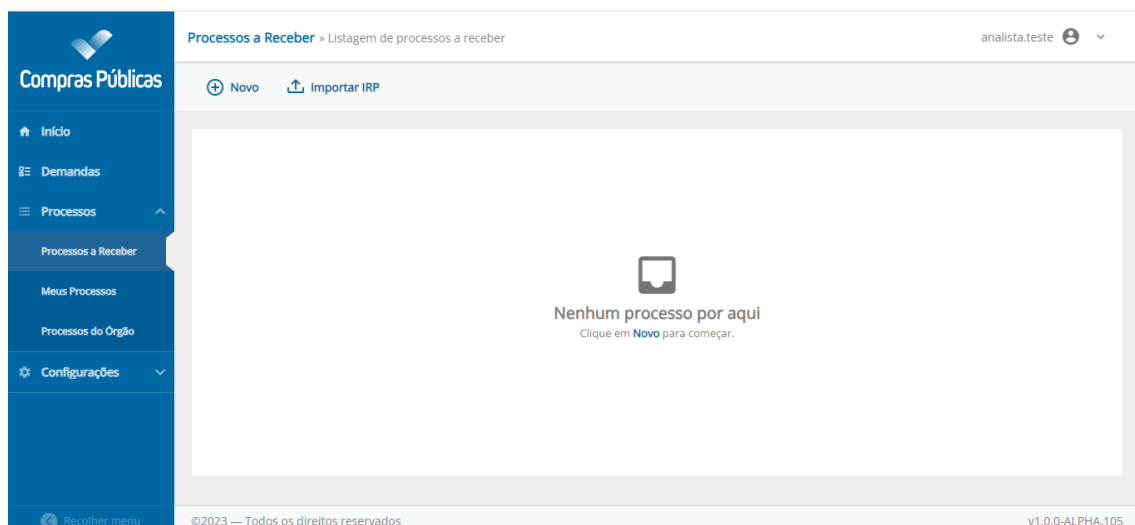 Compras Públicas
Início
Demandas
Processos
Processos a Receber
Meus Processos
Processos do Órgão
Configurações
Recolher menu
Processos a Receber » Listagem de processos a receber
analista.teste
Novo
Importar IRP
Nenhum processo por aqui
Clique em Novo para começar.
©2023 — Todos os direitos reservados
v1.0.0-ALPHA.105